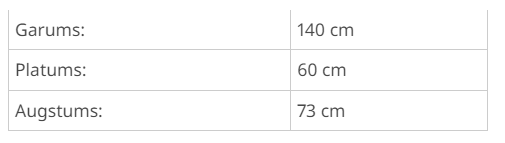 Garums: 140 cm
Platums: 60 cm
Augstums: 73 cm